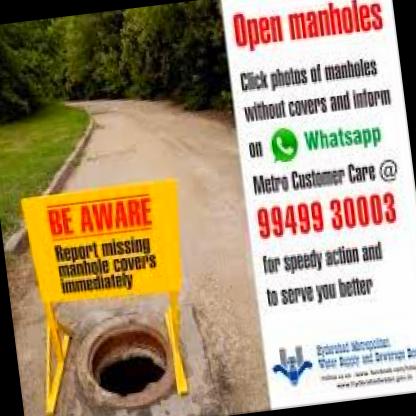 Open manholes
Click photos of manholes
without covers and inform
on Whatsapp
Metro Customer Care @
99499 30003
for speedy action and
to serve you better
BE AWARE
Report missing
manhole covers
immediately
Hyderabad Metropolitan
Water Supply and Sewerage